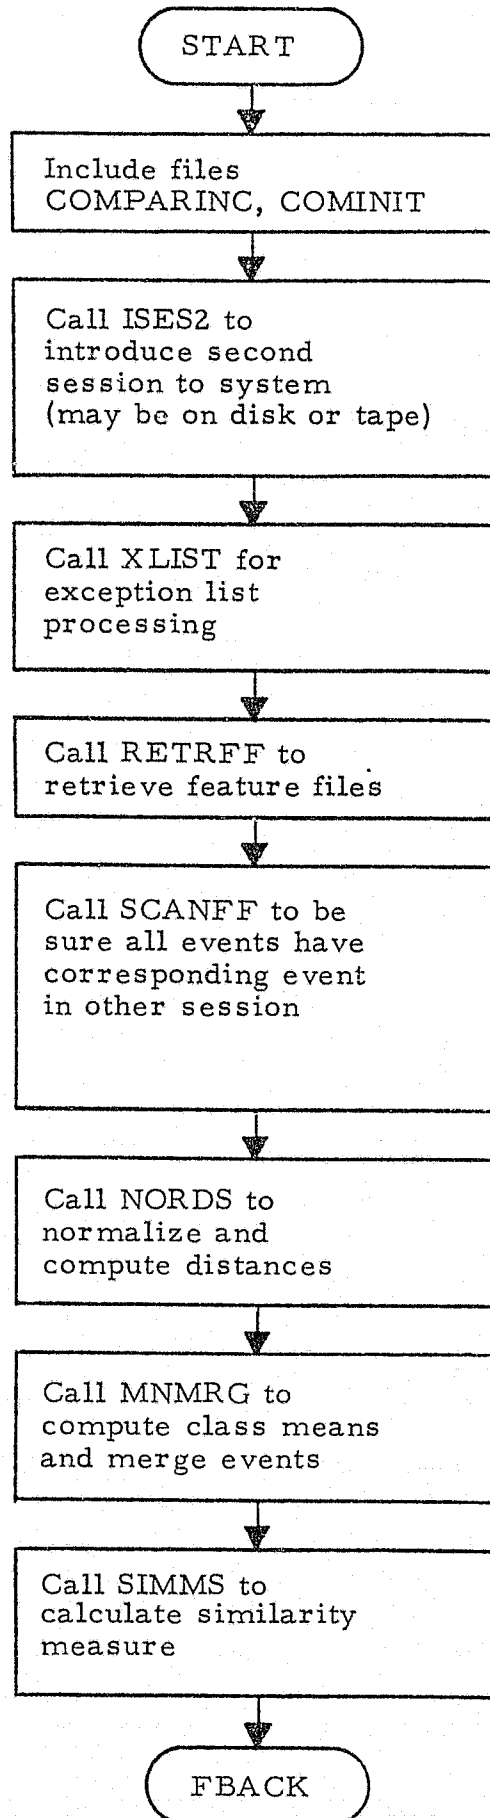 START
Include files
COMPARINC, COMINIT
Call ISES2 to
introduce second
session to system
(may be on disk or tape)
Call XLIST for
exception list
processing
Call RETRFF to
retrieve feature files
Call SCANFF to be
sure all events have
corresponding event
in other session
Call NORDS to
normalize and
compute distances
Call MNMRG to
compute class means
and merge events
Call SIMMS to
calculate similarity
measure
FBACK